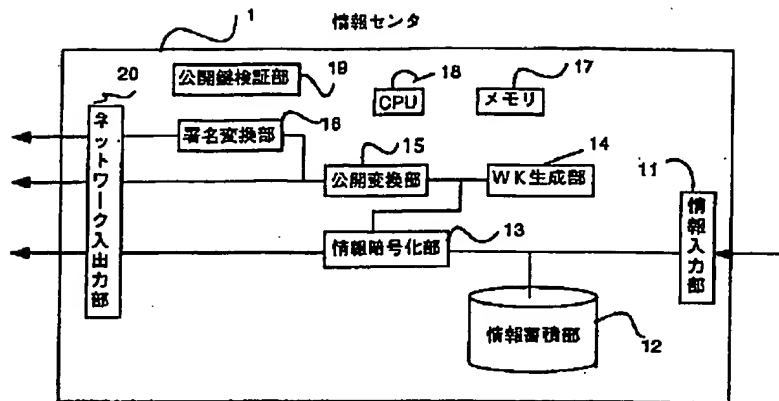 情報センタ
1
20
公開鍵検証部
19
18
CPU
17
メモリ
署名変換部
16
15
公開変換部
14
WK生成部
11
情報入力部
ネットワーク入出力部
情報暗号化部
13
情報蓄積部
12